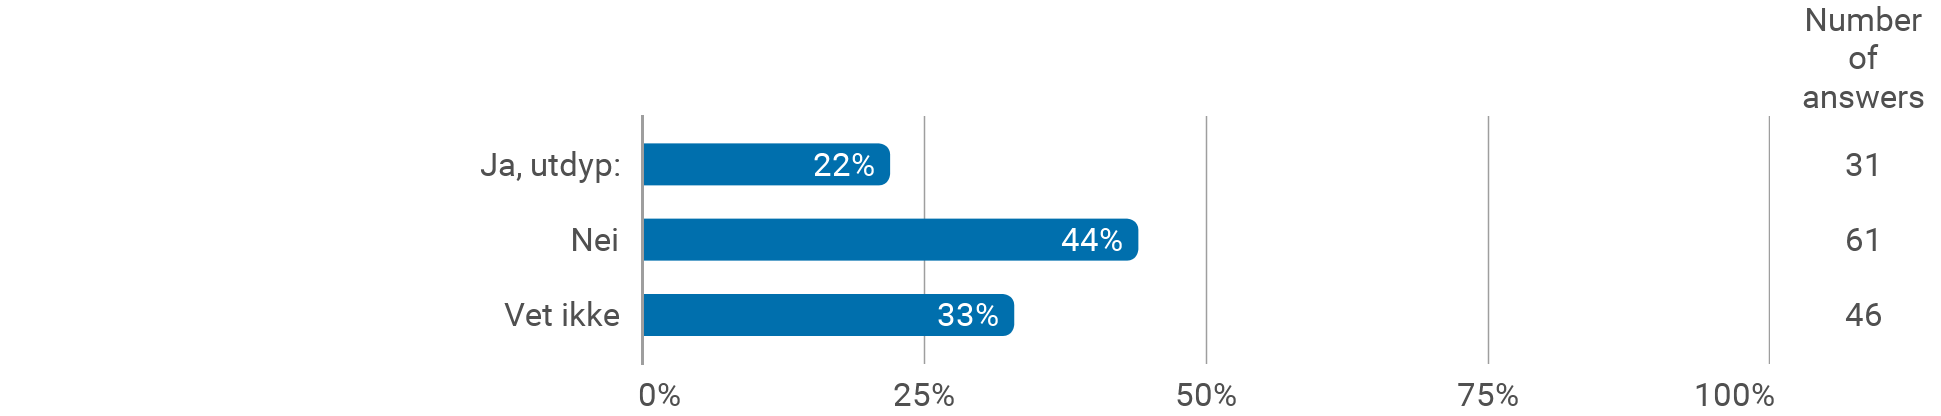 Number
of
answers
Ja, utdyp: 22% 31
Nei 44% 61
Vet ikke 33% 46
0% 25% 50% 75% 100%